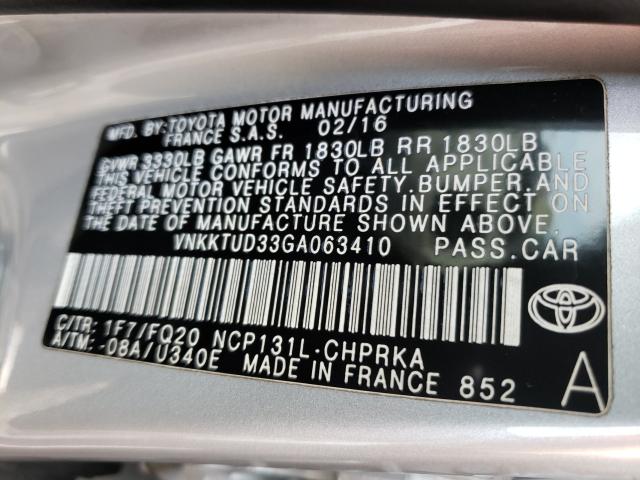 MFD. BY: TOYOTA MOTOR MANUFACTURING
FRANCE S.A.S. 02/16
GVWR 3330LB GAWR FR 1830LB RR 1830LB
THIS VEHICLE CONFORMS TO ALL APPLICABLE
FEDERAL MOTOR VEHICLE SAFETY, BUMPER, AND
THEFT PREVENTION STANDARDS IN EFFECT ON
THE DATE OF MANUFACTURE SHOWN ABOVE.
VNKKTUD33GA063410 PASS.CAR
C/TR: 1F7/FQ20 NCP131L-CHPRKA
A/TM: -08A/U340E MADE IN FRANCE 852
A